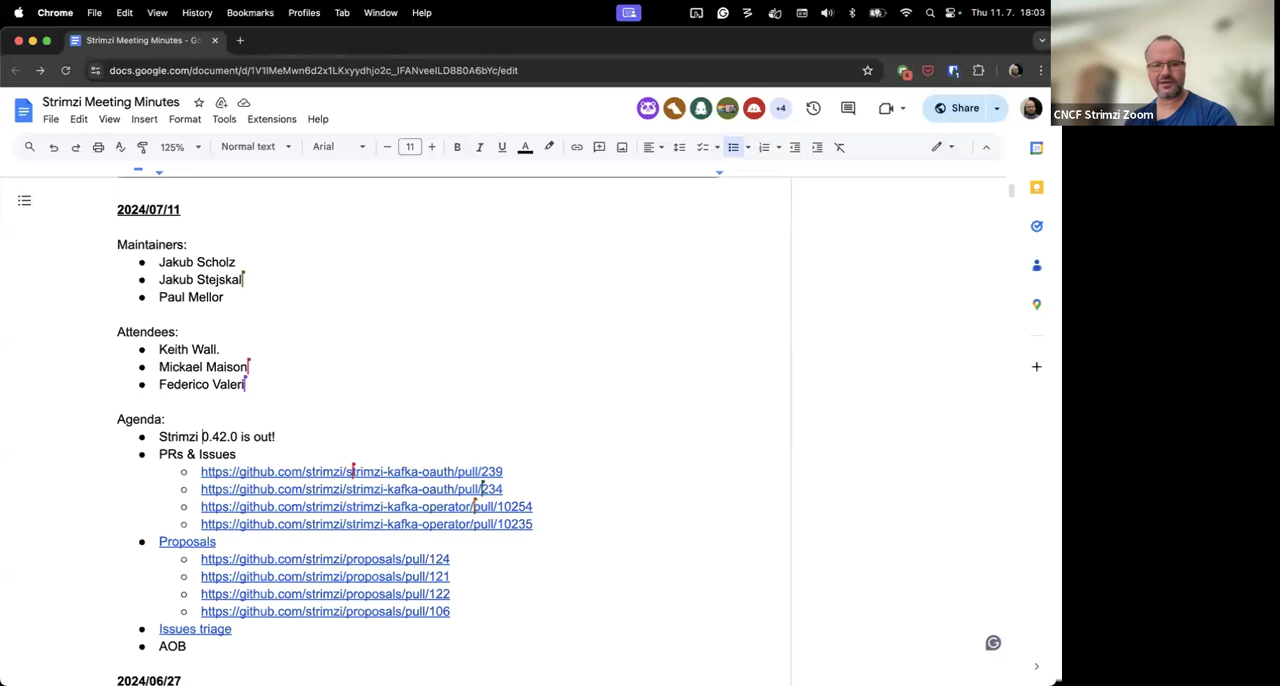 Chrome File Edit View History Bookmarks Profiles Tab Window Help Thu 11. 7. 18:03
Strimzi Meeting Minutes - Go
docs.google.com/document/d/1V1lMeMwn6d2x1LKxyydhjo2c_IFANveelLD880A6bYc/edit
Strimzi Meeting Minutes
+4
Share
File Edit View Insert Format Tools Extensions Help
125% Normal text Arial 11
2024/07/11
Maintainers:
Jakub Scholz
Jakub Stejskal
Paul Mellor
Attendees:
Keith Wall.
Mickael Maison
Federico Valeri
Agenda:
Strimzi 0.42.0 is out!
PRs & Issues
https://github.com/strimzi/strimzi-kafka-oauth/pull/239
https://github.com/strimzi/strimzi-kafka-oauth/pull/234
https://github.com/strimzi/strimzi-kafka-operator/pull/10254
https://github.com/strimzi/strimzi-kafka-operator/pull/10235
Proposals
https://github.com/strimzi/proposals/pull/124
https://github.com/strimzi/proposals/pull/121
https://github.com/strimzi/proposals/pull/122
https://github.com/strimzi/proposals/pull/106
Issues triage
AOB
2024/06/27
CNCF Strimzi Zoom